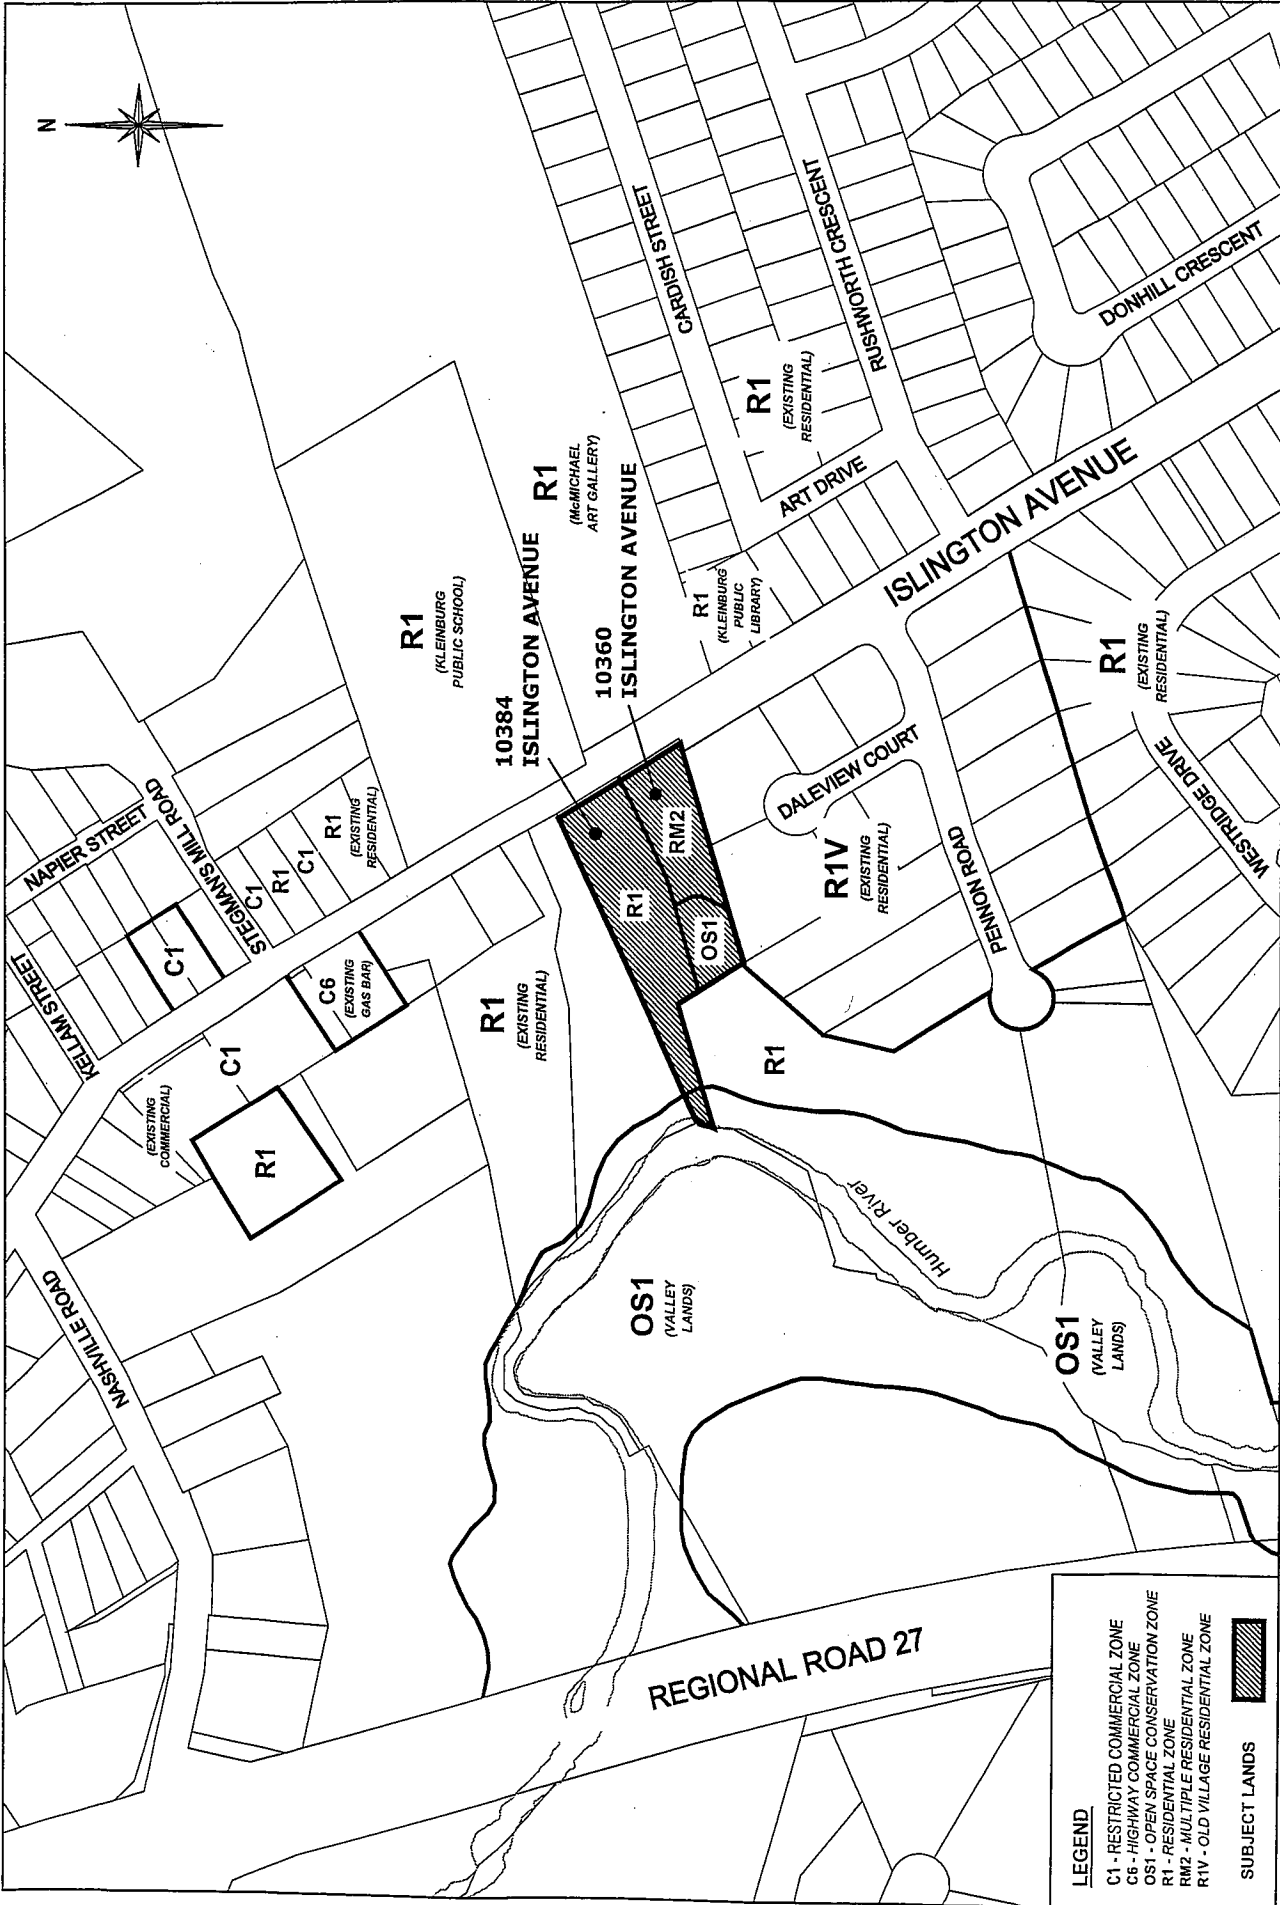 N
NAPIER STREET
KELLAM STREET
STEGMAN'S MILL ROAD
C1
C1
R1
C1
R1
(EXISTING
RESIDENTIAL)
C6
(EXISTING
GAS BAR)
C1
(EXISTING
COMMERCIAL)
R1
NASHVILLE ROAD
R1
(KLEINBURG
PUBLIC SCHOOL)
R1
(McMICHAEL
ART GALLERY)
10384
ISLINGTON AVENUE
10360
ISLINGTON AVENUE
CARDISH STREET
RUSHWORTH CRESCENT
R1
(EXISTING
RESIDENTIAL)
ART DRIVE
DONHILL CRESCENT
R1
(KLEINBURG
PUBLIC
LIBRARY)
ISLINGTON AVENUE
R1
(EXISTING
RESIDENTIAL)
R1
RM2
OS1
DALEVIEW COURT
R1V
(EXISTING
RESIDENTIAL)
PENNON ROAD
R1
(EXISTING
RESIDENTIAL)
WESTRIDGE DRIVE
R1
Humber River
OS1
(VALLEY
LANDS)
OS1
(VALLEY
LANDS)
REGIONAL ROAD 27
LEGEND
C1 - RESTRICTED COMMERCIAL ZONE
C6 - HIGHWAY COMMERCIAL ZONE
OS1 - OPEN SPACE CONSERVATION ZONE
R1 - RESIDENTIAL ZONE
RM2 - MULTIPLE RESIDENTIAL ZONE
R1V - OLD VILLAGE RESIDENTIAL ZONE
SUBJECT LANDS